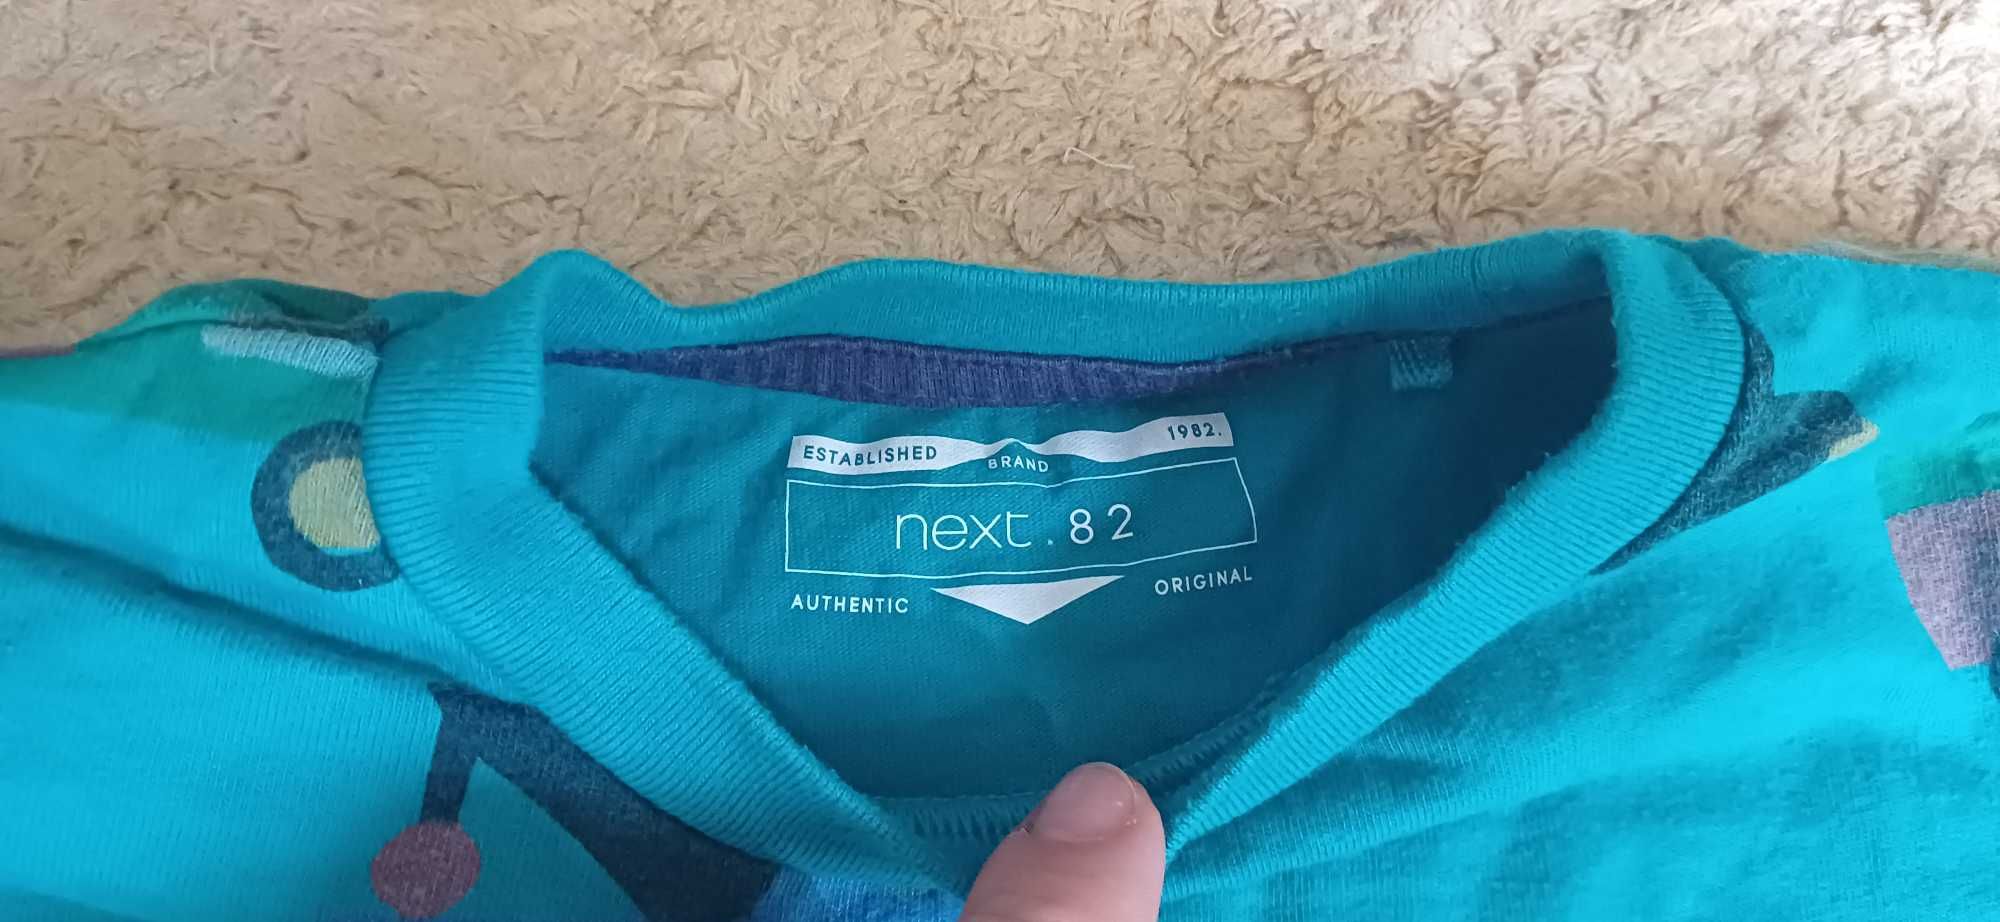 ESTABLISHED 1982.
BRAND
next.82
AUTHENTIC ORIGINAL